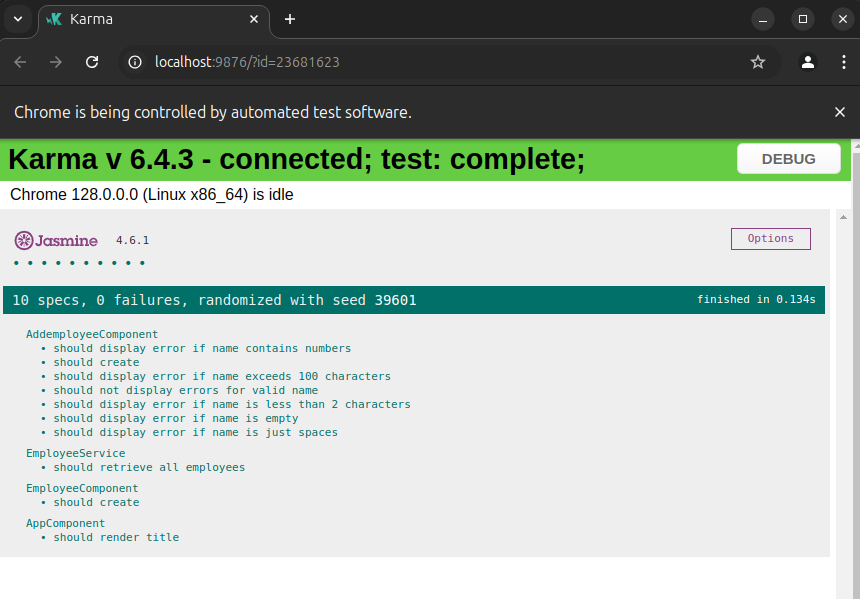 Karma
localhost:9876/?id=23681623
Chrome is being controlled by automated test software.
Karma v 6.4.3 - connected; test: complete;
DEBUG
Chrome 128.0.0.0 (Linux x86_64) is idle
Jasmine 4.6.1
Options
• • • • • • • • • •
10 specs, 0 failures, randomized with seed 39601
finished in 0.134s
AddemployeeComponent
• should display error if name contains numbers
• should create
• should display error if name exceeds 100 characters
• should not display errors for valid name
• should display error if name is less than 2 characters
• should display error if name is empty
• should display error if name is just spaces
EmployeeService
• should retrieve all employees
EmployeeComponent
• should create
AppComponent
• should render title